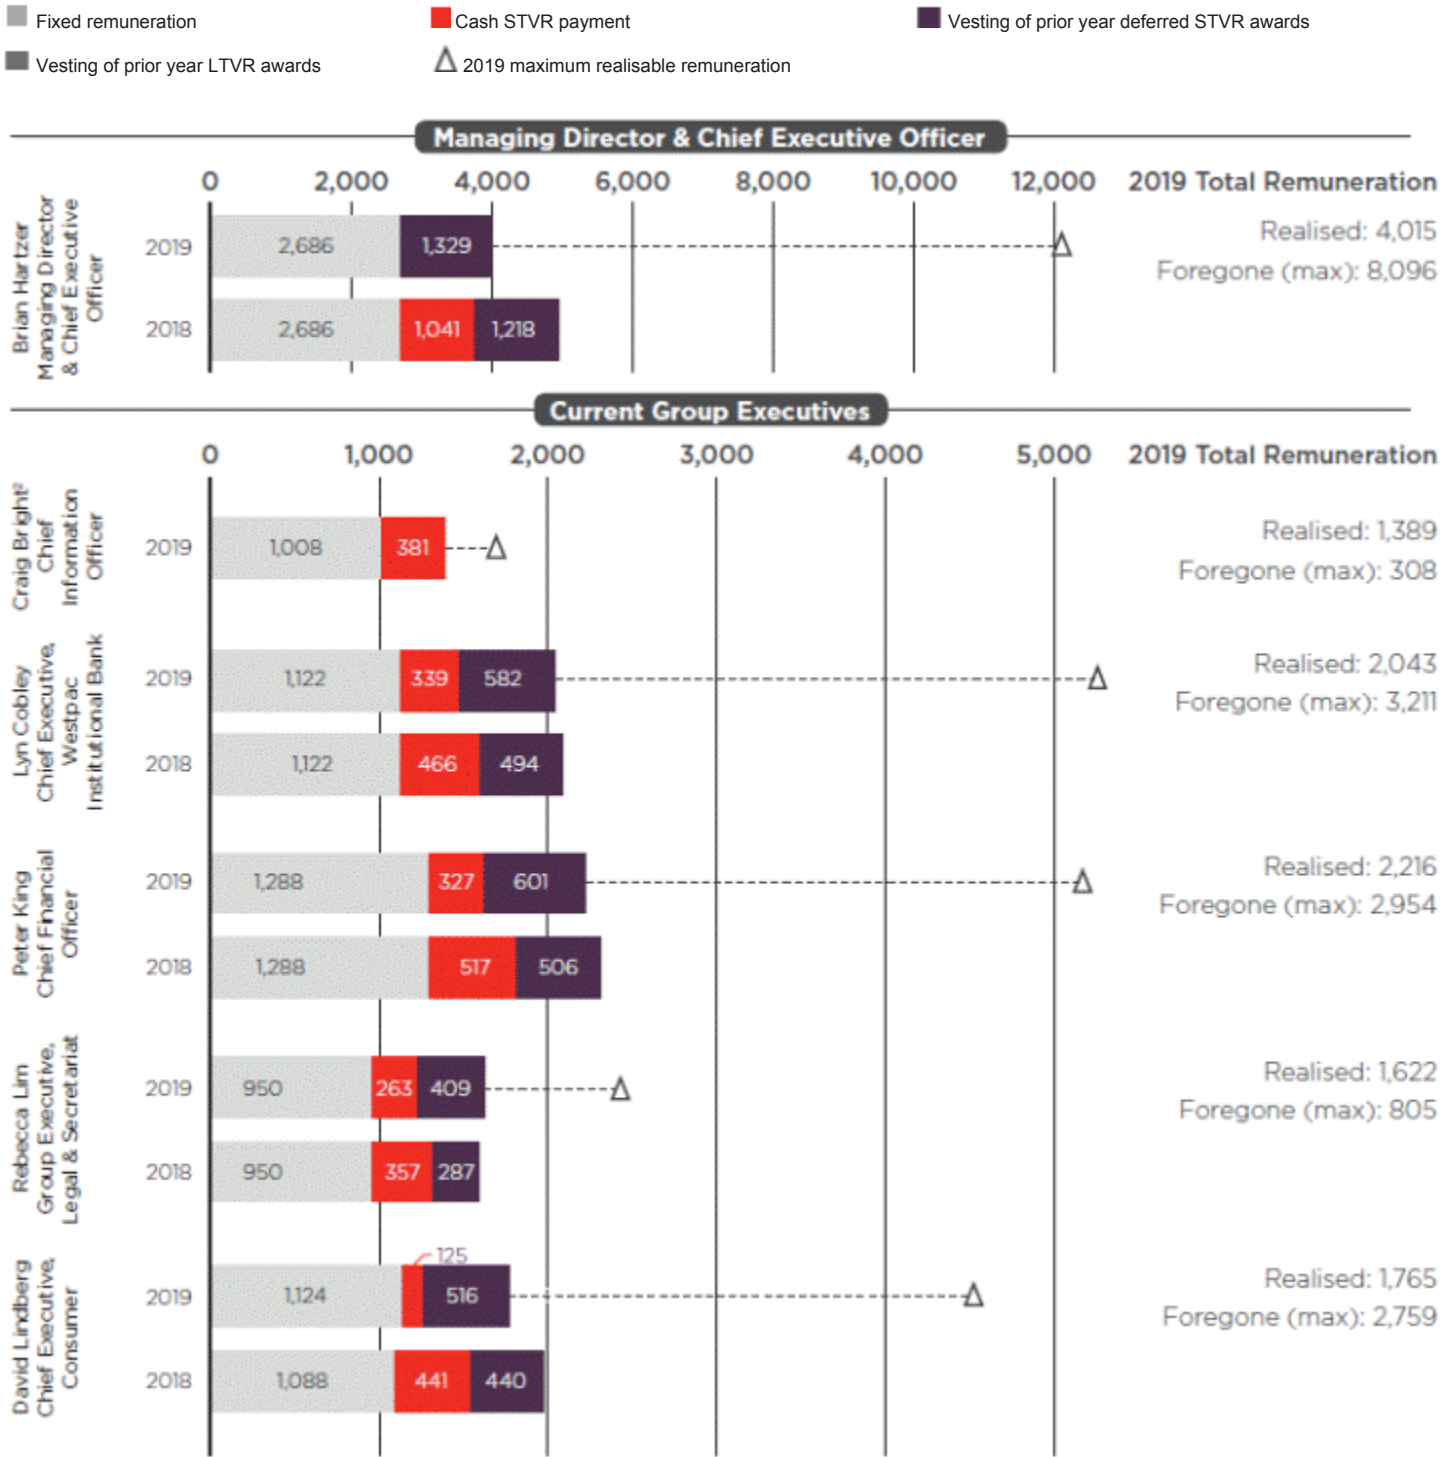 Fixed remuneration
Cash STVR payment
Vesting of prior year deferred STVR awards
Vesting of prior year LTVR awards
2019 maximum realisable remuneration
Managing Director & Chief Executive Officer
0 2,000 4,000 6,000 8,000 10,000 12,000 2019 Total Remuneration
Brian Hartzer
Managing Director
& Chief Executive
Officer
2019 2,686 1,329
Realised: 4,015
Foregone (max): 8,096
2018 2,686 1,041 1,218
Current Group Executives
0 1,000 2,000 3,000 4,000 5,000 2019 Total Remuneration
Craig Bright²
Chief
Information
Officer
2019 1,008 381
Realised: 1,389
Foregone (max): 308
Lyn Cobley
Chief Executive,
Westpac
Institutional Bank
2019 1,122 339 582
Realised: 2,043
Foregone (max): 3,211
2018 1,122 466 494
Peter King
Chief Financial
Officer
2019 1,288 327 601
Realised: 2,216
Foregone (max): 2,954
2018 1,288 517 506
Rebecca Lim
Group Executive,
Legal & Secretariat
2019 950 263 409
Realised: 1,622
Foregone (max): 805
2018 950 357 287
David Lindberg
Chief Executive,
Consumer
125
2019 1,124 516
Realised: 1,765
Foregone (max): 2,759
2018 1,088 441 440